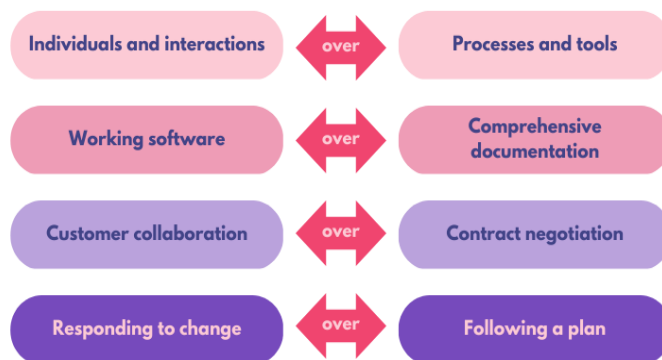 Individuals and interactions
over
Processes and tools
Working software
over
Comprehensive
documentation
Customer collaboration
over
Contract negotiation
Responding to change
over
Following a plan